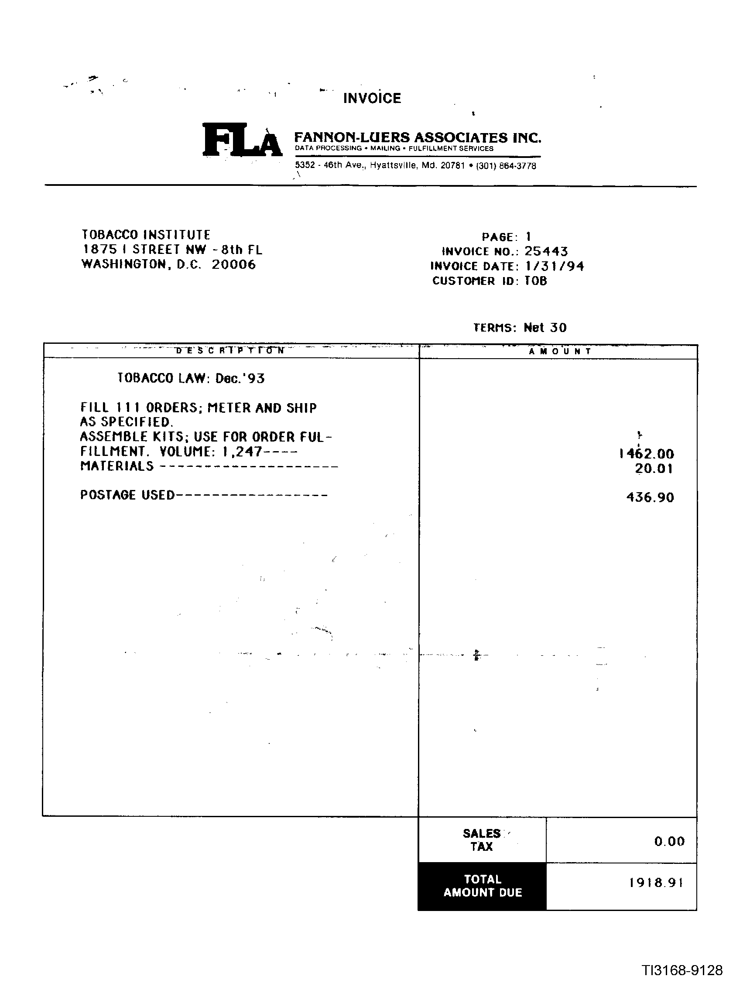 INVOICE
FLA
FANNON-LUERS ASSOCIATES INC.
DATA PROCESSING • MAILING • FULFILLMENT SERVICES
5352 - 46th Ave., Hyattsville, Md. 20781 • (301) 864-3778
TOBACCO INSTITUTE
1875 I STREET NW - 8th FL
WASHINGTON, D.C. 20006
PAGE: 1
INVOICE NO.: 25443
INVOICE DATE: 1/31/94
CUSTOMER ID: TOB
TERMS: Net 30
DESCRIPTION AMOUNT
TOBACCO LAW: Dec.'93
FILL 111 ORDERS; METER AND SHIP
AS SPECIFIED.
ASSEMBLE KITS; USE FOR ORDER FUL-
FILLMENT. VOLUME: 1,247---- 1462.00
MATERIALS -------------------- 20.01
POSTAGE USED----------------- 436.90
SALES TAX 0.00
TOTAL AMOUNT DUE 1918.91
TI3168-9128